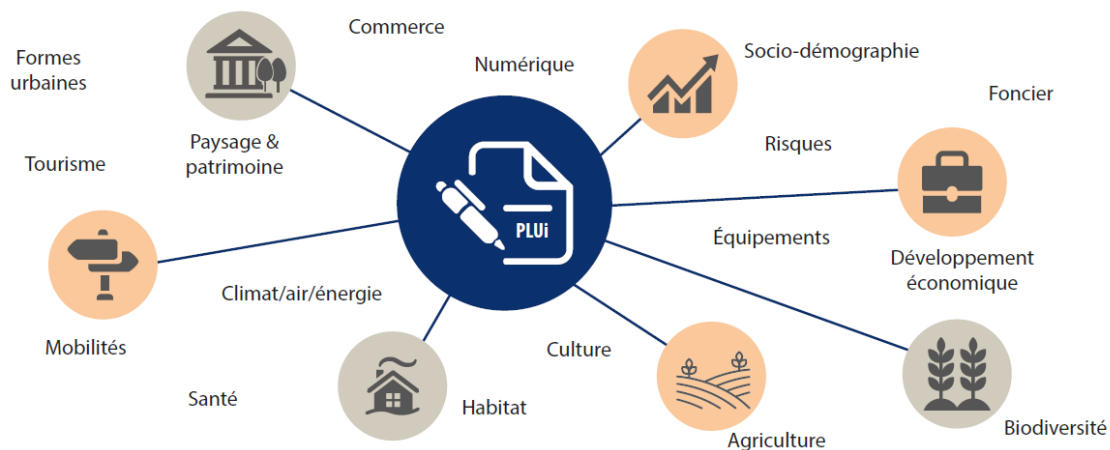 Commerce
Formes
urbaines
Numérique
Socio-démographie
Foncier
Paysage &
patrimoine
Risques
Tourisme
PLUi
Équipements
Développement
économique
Climat/air/énergie
Mobilités
Culture
Santé
Habitat
Agriculture
Biodiversité